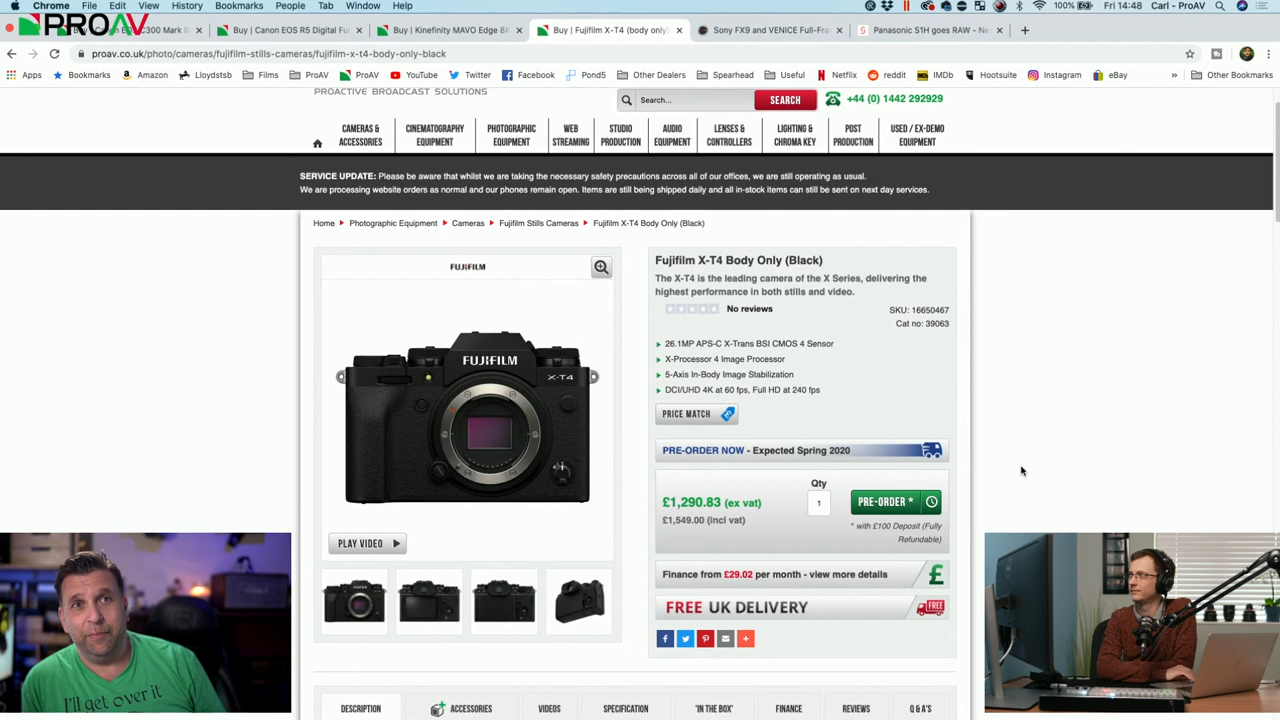 Chrome File Edit View History Bookmarks People Tab Window Help 100% Fri 14:48 Carl - ProAV
PROAV
C300 Mark II
Buy | Canon EOS R5 Digital Ful
Buy | Kinefinity MAVO Edge 8K
Buy | Fujifilm X-T4 (body only)
Sony FX9 and VENICE Full-Fra
Panasonic S1H goes RAW - Ne
proav.co.uk/photo/cameras/fujifilm-stills-cameras/fujifilm-x-t4-body-only-black
Apps Bookmarks Amazon Lloydstsb Films ProAV ProAV YouTube Twitter Facebook Pond5 Other Dealers Spearhead Useful Netflix reddit IMDb Hootsuite Instagram eBay » Other Bookmarks
PROACTIVE BROADCAST SOLUTIONS
Search... SEARCH +44 (0) 1442 292929
CAMERAS & ACCESSORIES
CINEMATOGRAPHY EQUIPMENT
PHOTOGRAPHIC EQUIPMENT
WEB STREAMING
STUDIO PRODUCTION
AUDIO EQUIPMENT
LENSES & CONTROLLERS
LIGHTING & CHROMA KEY
POST PRODUCTION
USED / EX-DEMO EQUIPMENT
SERVICE UPDATE: Please be aware that whilst we are taking the necessary safety precautions across all of our offices, we are still operating as usual.
We are processing website orders as normal and our phones remain open. Items are still being shipped daily and all in-stock items can still be sent on next day services.
Home Photographic Equipment Cameras Fujifilm Stills Cameras Fujifilm X-T4 Body Only (Black)
FUJIFILM
FUJIFILM
X-T4
PLAY VIDEO
Fujifilm X-T4 Body Only (Black)
The X-T4 is the leading camera of the X Series, delivering the
highest performance in both stills and video.
No reviews
SKU: 16650467
Cat no: 39063
26.1MP APS-C X-Trans BSI CMOS 4 Sensor
X-Processor 4 Image Processor
5-Axis In-Body Image Stabilization
DCI/UHD 4K at 60 fps, Full HD at 240 fps
PRICE MATCH
PRE-ORDER NOW - Expected Spring 2020
Qty
£1,290.83 (ex vat) 1 PRE-ORDER *
£1,549.00 (incl vat)
* with £100 Deposit (Fully
Refundable)
Finance from £29.02 per month - view more details £
FREE UK DELIVERY FREE
DESCRIPTION ACCESSORIES VIDEOS SPECIFICATION 'IN THE BOX' FINANCE REVIEWS Q & A'S
I'll get over it